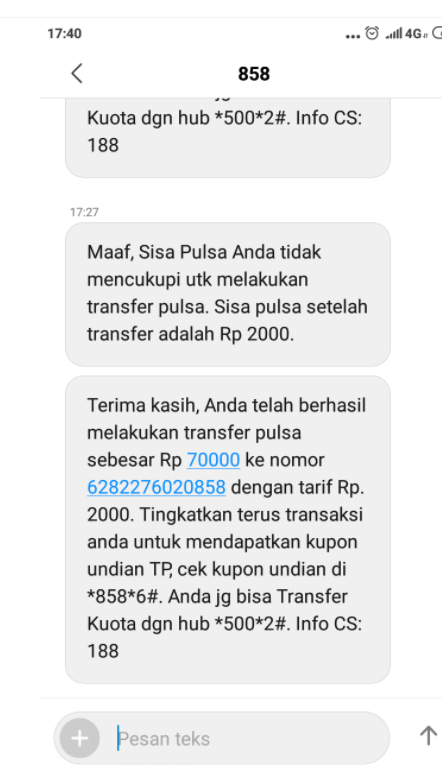 17:40
4G
858
Kuota dgn hub *500*2#. Info CS:
188
17:27
Maaf, Sisa Pulsa Anda tidak
mencukupi utk melakukan
transfer pulsa. Sisa pulsa setelah
transfer adalah Rp 2000.
Terima kasih, Anda telah berhasil
melakukan transfer pulsa
sebesar Rp 70000 ke nomor
6282276020858 dengan tarif Rp.
2000. Tingkatkan terus transaksi
anda untuk mendapatkan kupon
undian TP, cek kupon undian di
*858*6#. Anda jg bisa Transfer
Kuota dgn hub *500*2#. Info CS:
188
Pesan teks